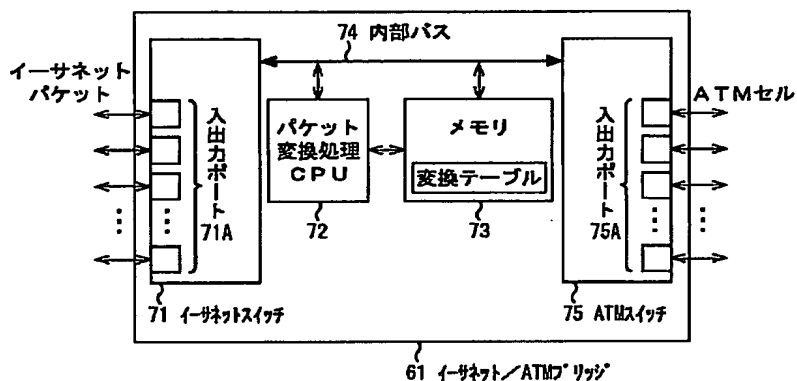 74 内部バス
イーサネット
パケット
入出力ポート
71A
パケット
変換処理
CPU
72
メモリ
変換テーブル
73
入出力ポート
75A
ATMセル
71 イーサネットスイッチ
75 ATMスイッチ
61 イーサネット／ATMブリッジ